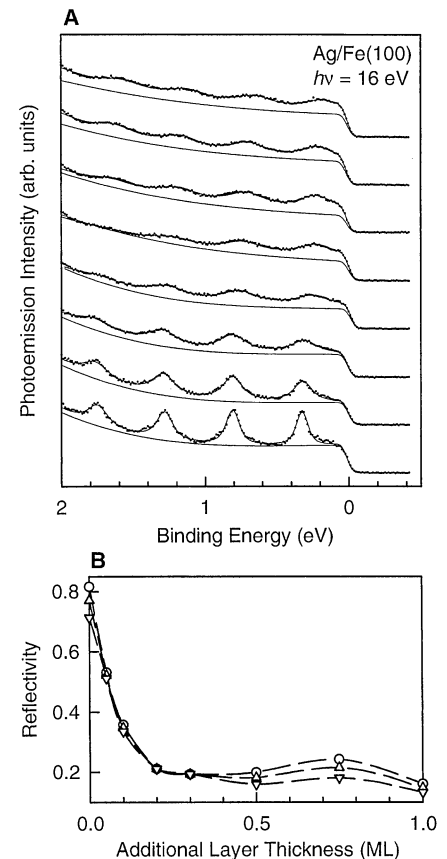 A
Ag/Fe(100)
hν = 16 eV
Photoemission Intensity (arb. units)
2 1 0
Binding Energy (eV)
B
0.8
0.6
0.4
0.2
Reflectivity
0.0 0.5 1.0
Additional Layer Thickness (ML)